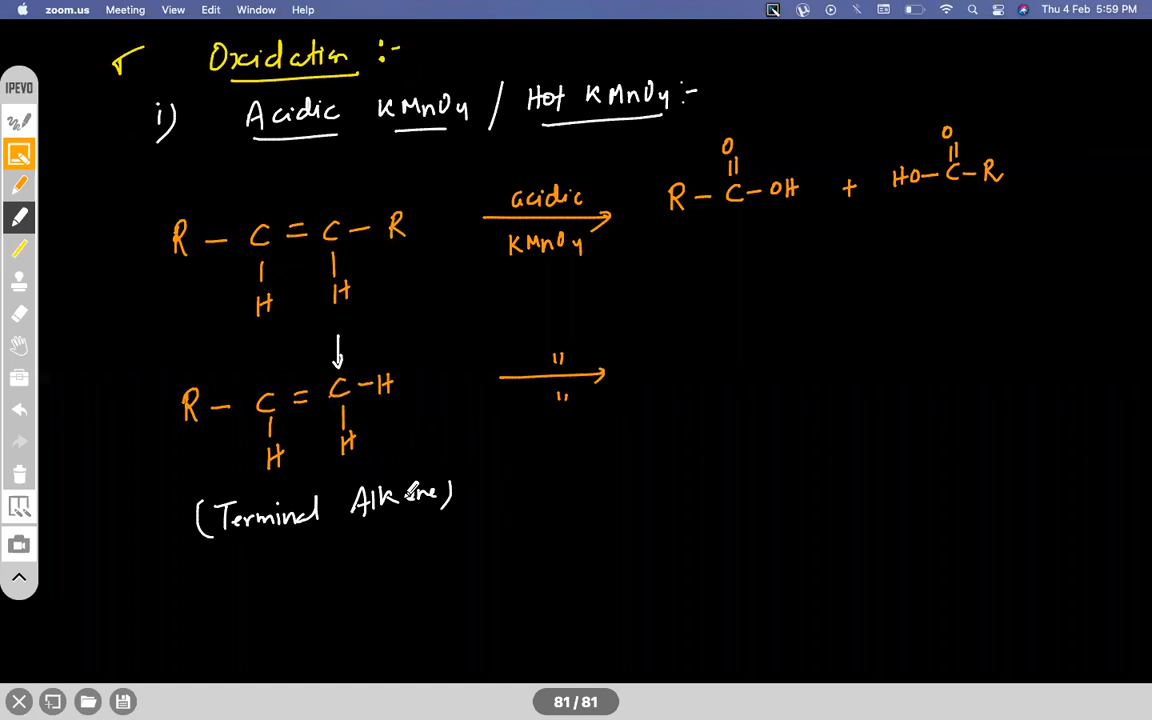 zoom.us Meeting View Edit Window Help Thu 4 Feb 5:59 PM
IPEVO
Oxidation :-
i) Acidic KMnO4 / Hot KMnO4 :-
O O
|| ||
R - C - OH + HO - C - R
acidic
R - C = C - R
KMnO4
| |
H H
R - C = C - H " "
| |
H H
(Terminal Alkene)
81/81